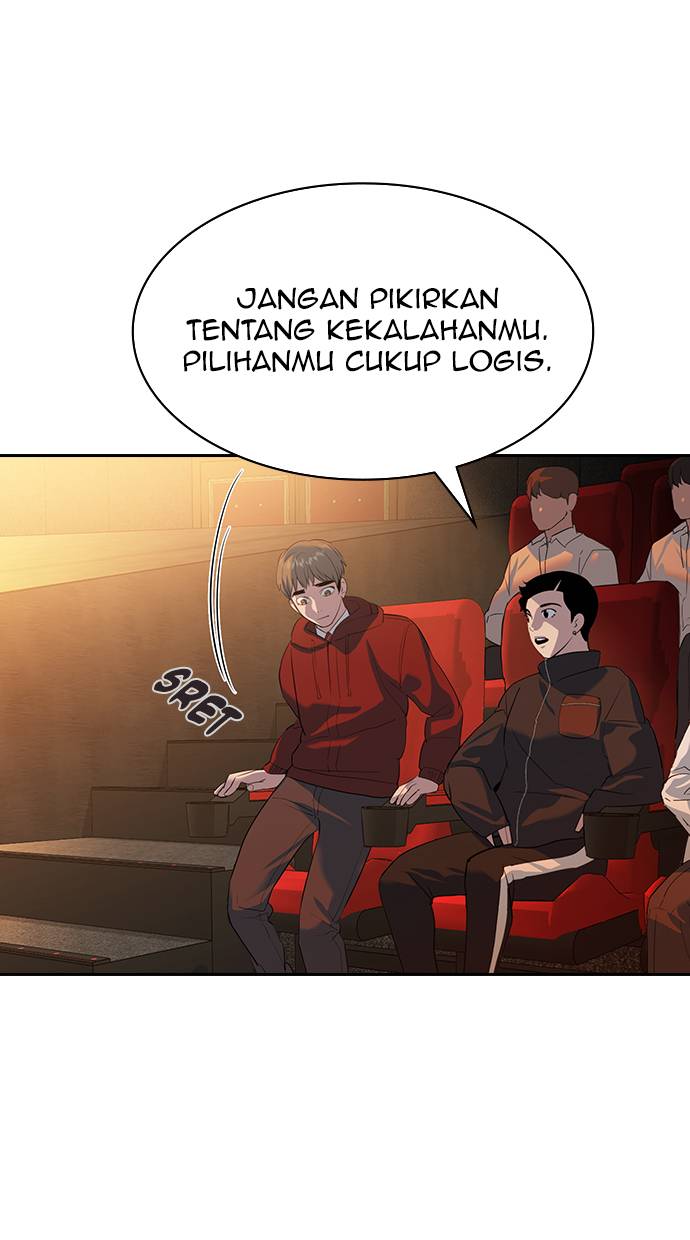 JANGAN PIKIRKAN
TENTANG KEKALAHANMU.
PILIHANMU CUKUP LOGIS.
SRET